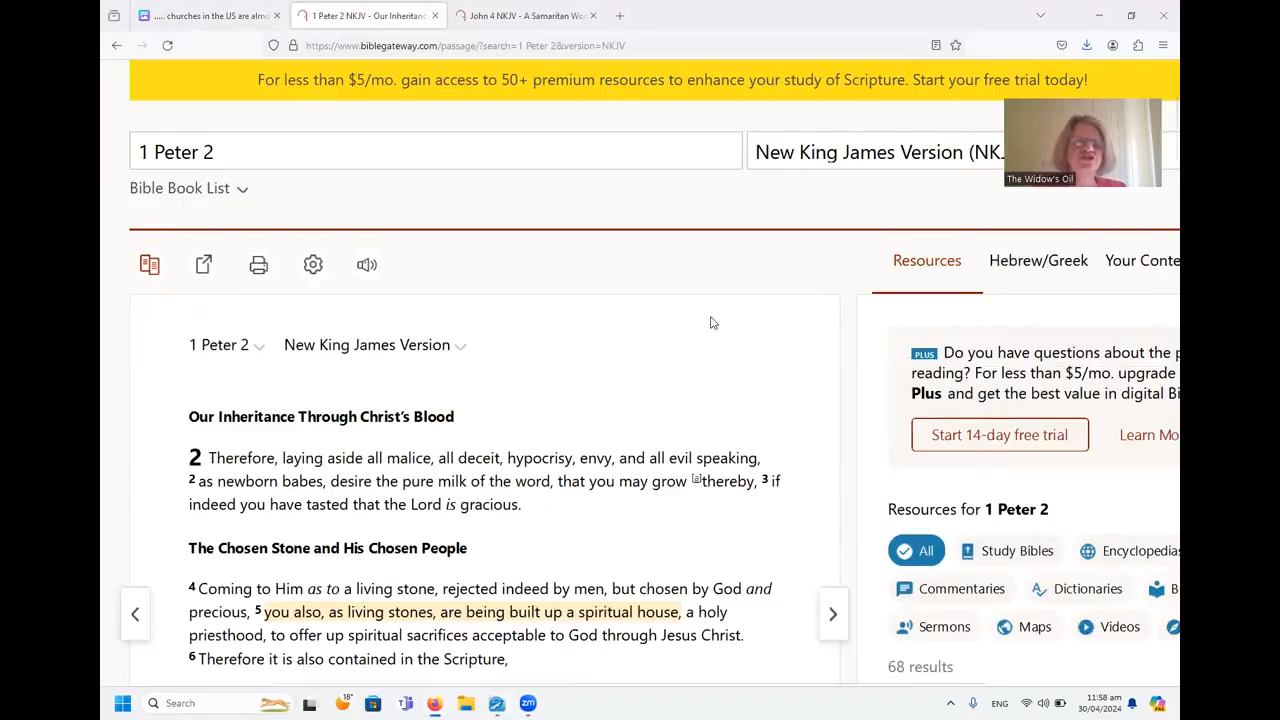 ..... churches in the US are almo
1 Peter 2 NKJV - Our Inheritanc
John 4 NKJV - A Samaritan Wo
https://www.biblegateway.com/passage/?search=1 Peter 2&version=NKJV
For less than $5/mo. gain access to 50+ premium resources to enhance your study of Scripture. Start your free trial today!
1 Peter 2
New King James Version (NKJ
The Widow's Oil
Bible Book List
Resources
Hebrew/Greek
Your Conte
1 Peter 2
New King James Version
Our Inheritance Through Christ's Blood
2 Therefore, laying aside all malice, all deceit, hypocrisy, envy, and all evil speaking,
2 as newborn babes, desire the pure milk of the word, that you may grow [a]thereby, 3 if
indeed you have tasted that the Lord is gracious.
The Chosen Stone and His Chosen People
4 Coming to Him as to a living stone, rejected indeed by men, but chosen by God and
precious, 5 you also, as living stones, are being built up a spiritual house, a holy
priesthood, to offer up spiritual sacrifices acceptable to God through Jesus Christ.
6 Therefore it is also contained in the Scripture,
PLUS Do you have questions about the p
reading? For less than $5/mo. upgrade
Plus and get the best value in digital Bi
Start 14-day free trial
Learn Mo
Resources for 1 Peter 2
All
Study Bibles
Encyclopedias
Commentaries
Dictionaries
B
Sermons
Maps
Videos
68 results
Search
18°
zm
ENG
11:58 am
30/04/2024